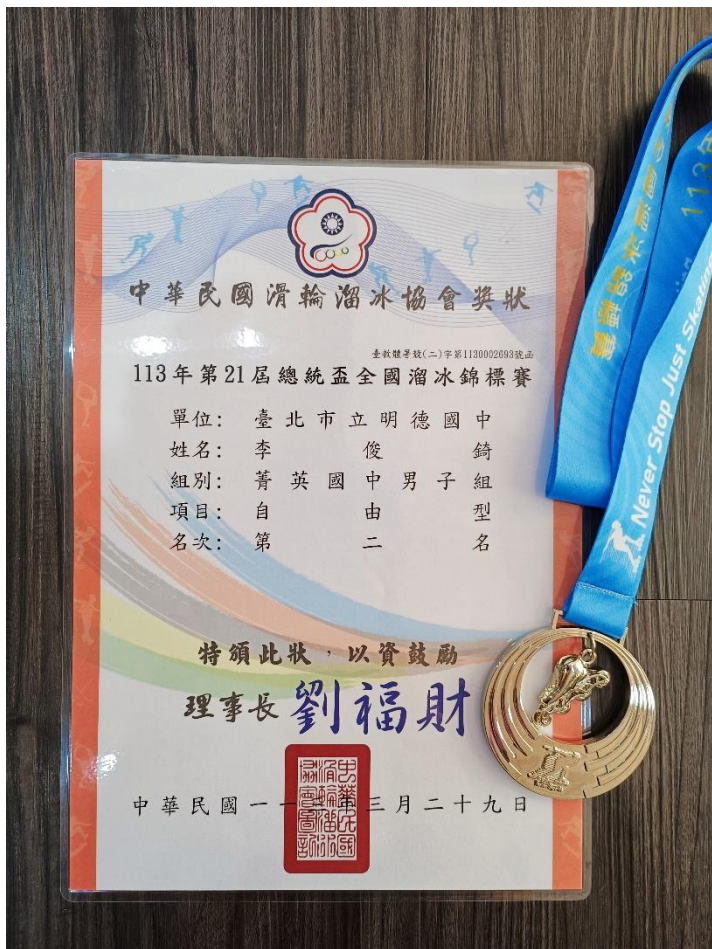 中華民國滑輪溜冰協會獎狀
臺教體署競(二)字第1130002693號函
113年第21屆總統盃全國溜冰錦標賽
單位：臺北市立明德國中
姓名：李俊錡
組別：菁英國中男子組
項目：自由型
名次：第二名
特頒此狀，以資鼓勵
理事長 劉福財
中華民國一一三年三月二十九日
Never Stop Just Skating
113年